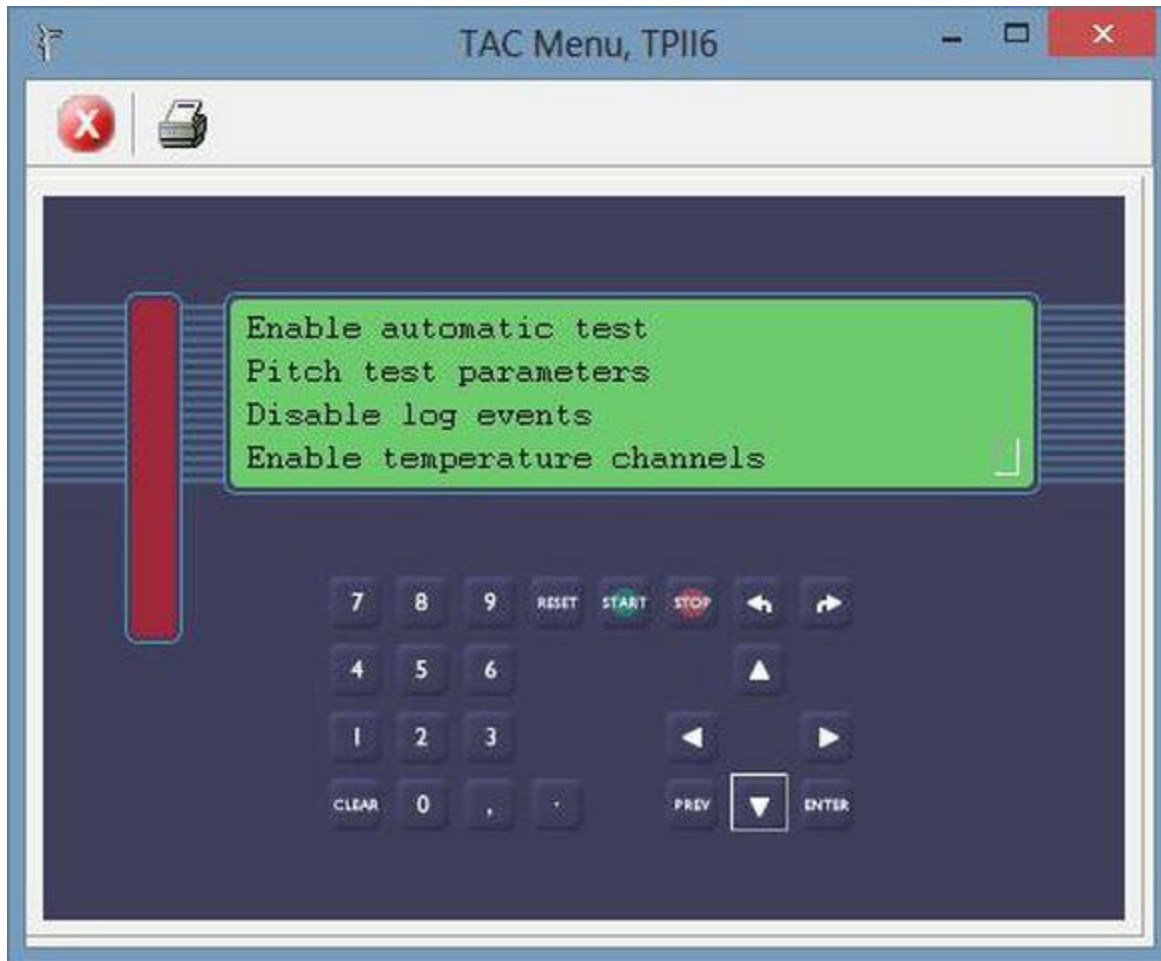 TAC Menu, TPII6
Enable automatic test
Pitch test parameters
Disable log events
Enable temperature channels
7 8 9 RESET START STOP
4 5 6
1 2 3
CLEAR 0 , · PREV ENTER